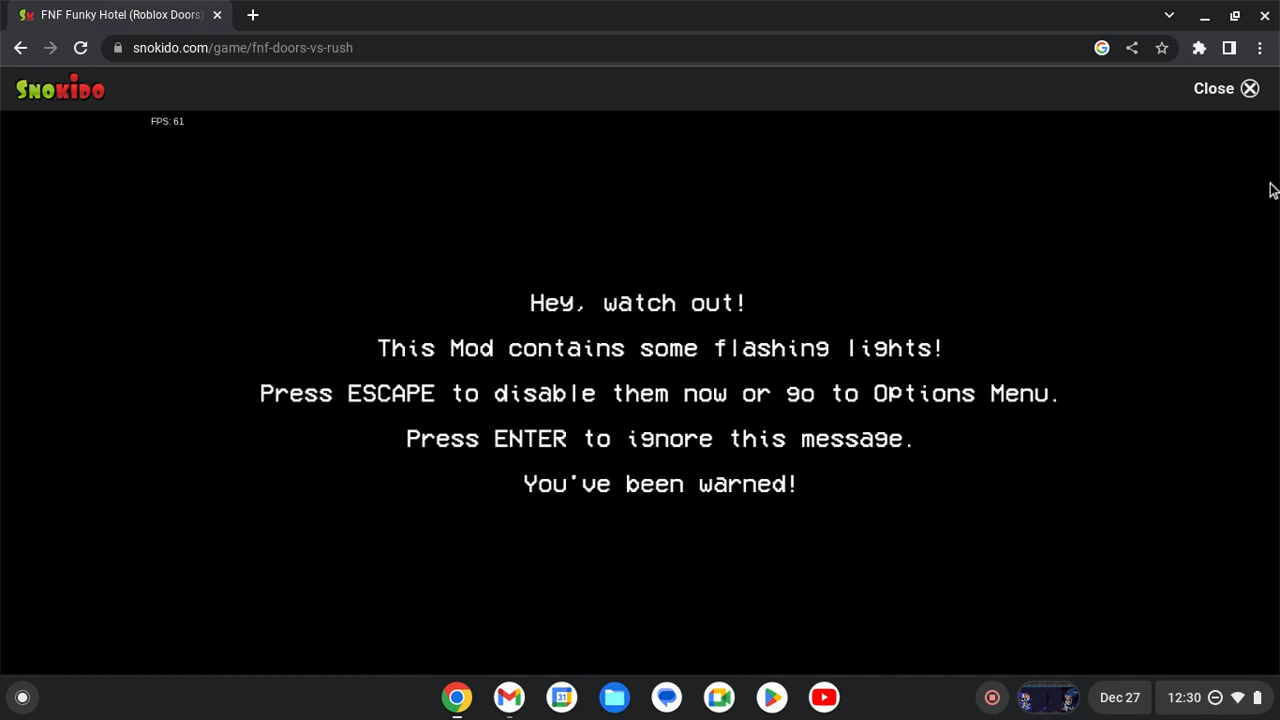 FNF Funky Hotel (Roblox Doors)
snokido.com/game/fnf-doors-vs-rush
SNOKIDO
Close
FPS: 61
Hey, watch out!
This Mod contains some flashing lights!
Press ESCAPE to disable them now or go to Options Menu.
Press ENTER to ignore this message.
You've been warned!
31
Dec 27
12:30